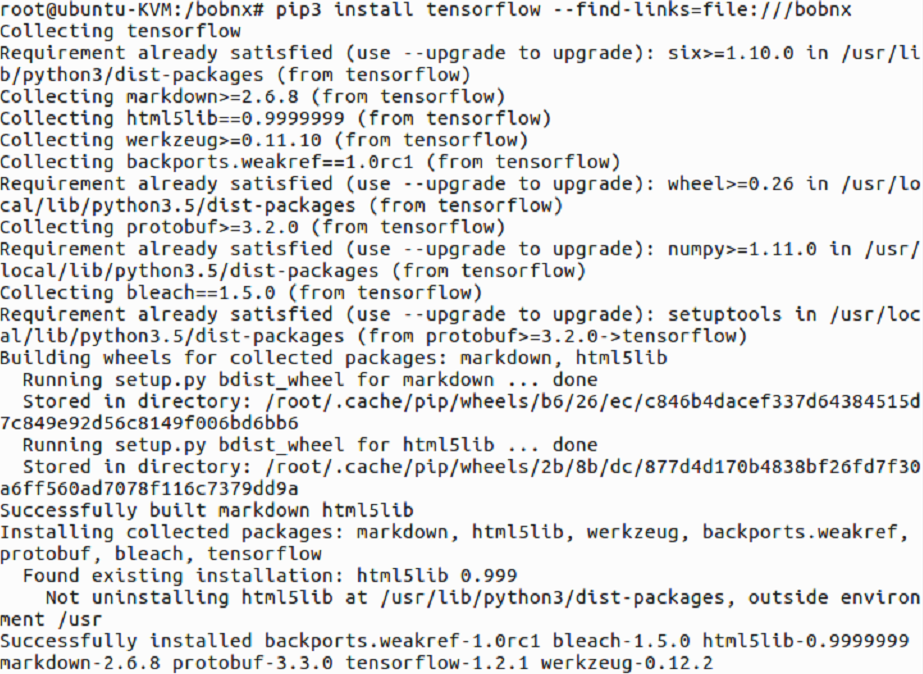 root@ubuntu-KVM:/bobnx# pip3 install tensorflow --find-links=file:///bobnx
Collecting tensorflow
Requirement already satisfied (use --upgrade to upgrade): six>=1.10.0 in /usr/li
b/python3/dist-packages (from tensorflow)
Collecting markdown>=2.6.8 (from tensorflow)
Collecting html5lib==0.9999999 (from tensorflow)
Collecting werkzeug>=0.11.10 (from tensorflow)
Collecting backports.weakref==1.0rc1 (from tensorflow)
Requirement already satisfied (use --upgrade to upgrade): wheel>=0.26 in /usr/lo
cal/lib/python3.5/dist-packages (from tensorflow)
Collecting protobuf>=3.2.0 (from tensorflow)
Requirement already satisfied (use --upgrade to upgrade): numpy>=1.11.0 in /usr/
local/lib/python3.5/dist-packages (from tensorflow)
Collecting bleach==1.5.0 (from tensorflow)
Requirement already satisfied (use --upgrade to upgrade): setuptools in /usr/loc
al/lib/python3.5/dist-packages (from protobuf>=3.2.0->tensorflow)
Building wheels for collected packages: markdown, html5lib
  Running setup.py bdist_wheel for markdown ... done
  Stored in directory: /root/.cache/pip/wheels/b6/26/ec/c846b4dacef337d64384515d
7c849e92d56c8149f006bd6bb6
  Running setup.py bdist_wheel for html5lib ... done
  Stored in directory: /root/.cache/pip/wheels/2b/8b/dc/877d4d170b4838bf26fd7f30
a6ff560ad7078f116c7379dd9a
Successfully built markdown html5lib
Installing collected packages: markdown, html5lib, werkzeug, backports.weakref,
protobuf, bleach, tensorflow
  Found existing installation: html5lib 0.999
    Not uninstalling html5lib at /usr/lib/python3/dist-packages, outside environ
ment /usr
Successfully installed backports.weakref-1.0rc1 bleach-1.5.0 html5lib-0.9999999
markdown-2.6.8 protobuf-3.3.0 tensorflow-1.2.1 werkzeug-0.12.2